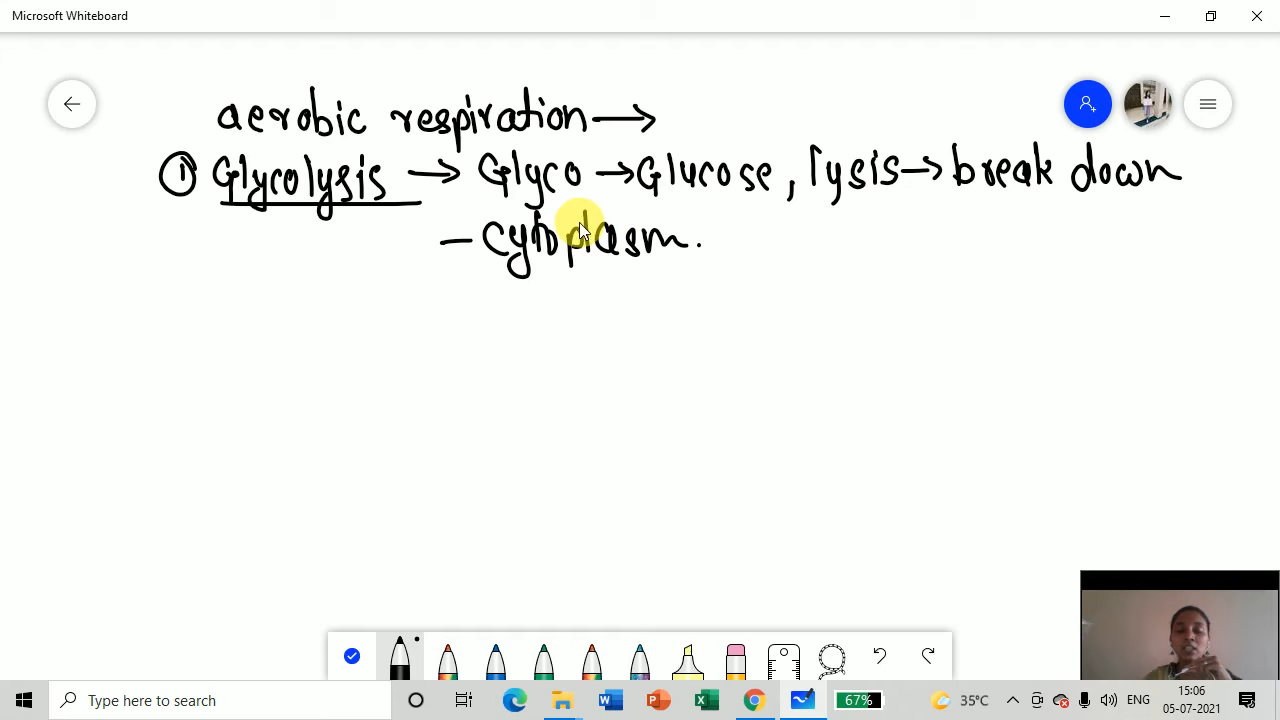 Microsoft Whiteboard
aerobic respiration →
① Glycolysis → Glyco → Glucose, lysis → break down
– cytoplasm.
Type here to search
67%
35°C
ENG
15:06
05-07-2021